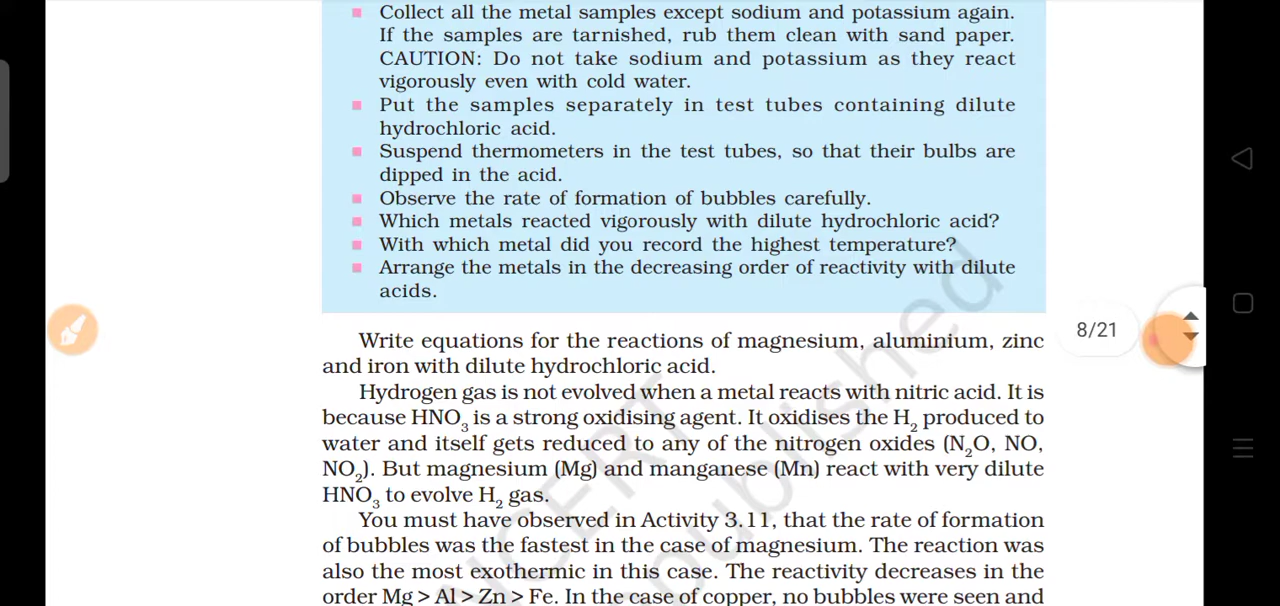 Collect all the metal samples except sodium and potassium again.
If the samples are tarnished, rub them clean with sand paper.
CAUTION: Do not take sodium and potassium as they react
vigorously even with cold water.
Put the samples separately in test tubes containing dilute
hydrochloric acid.
Suspend thermometers in the test tubes, so that their bulbs are
dipped in the acid.
Observe the rate of formation of bubbles carefully.
Which metals reacted vigorously with dilute hydrochloric acid?
With which metal did you record the highest temperature?
Arrange the metals in the decreasing order of reactivity with dilute
acids.
8/21
Write equations for the reactions of magnesium, aluminium, zinc
and iron with dilute hydrochloric acid.
Hydrogen gas is not evolved when a metal reacts with nitric acid. It is
because HNO₃ is a strong oxidising agent. It oxidises the H₂ produced to
water and itself gets reduced to any of the nitrogen oxides (N₂O, NO,
NO₂). But magnesium (Mg) and manganese (Mn) react with very dilute
HNO₃ to evolve H₂ gas.
You must have observed in Activity 3.11, that the rate of formation
of bubbles was the fastest in the case of magnesium. The reaction was
also the most exothermic in this case. The reactivity decreases in the
order Mg > Al > Zn > Fe. In the case of copper, no bubbles were seen and
NCERT
published